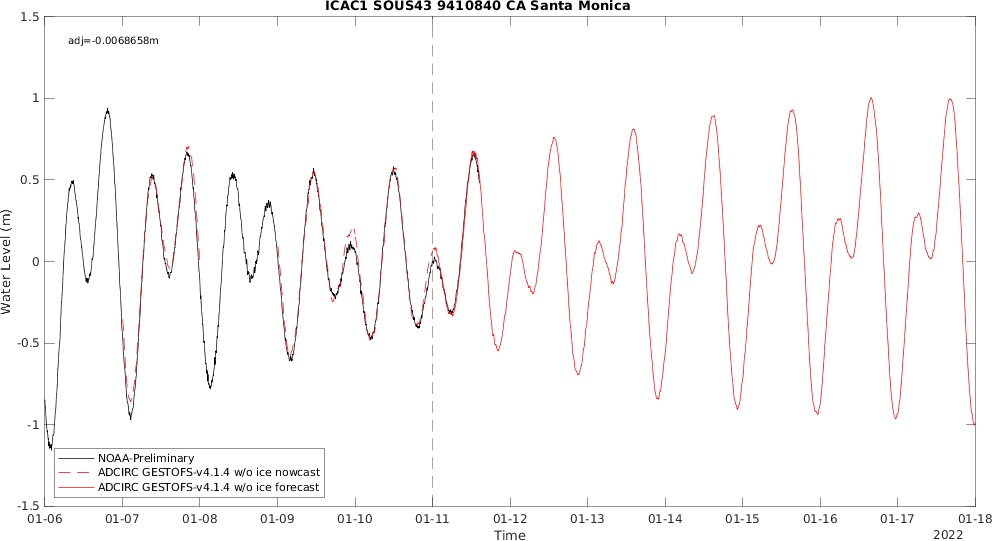 ICAC1 SOUS43 9410840 CA Santa Monica
adj=-0.0068658m
1.5
1
0.5
0
-0.5
-1
-1.5
Water Level (m)
NOAA-Preliminary
ADCIRC GESTOFS-v4.1.4 w/o ice nowcast
ADCIRC GESTOFS-v4.1.4 w/o ice forecast
01-06 01-07 01-08 01-09 01-10 01-11 01-12 01-13 01-14 01-15 01-16 01-17 01-18
Time
2022